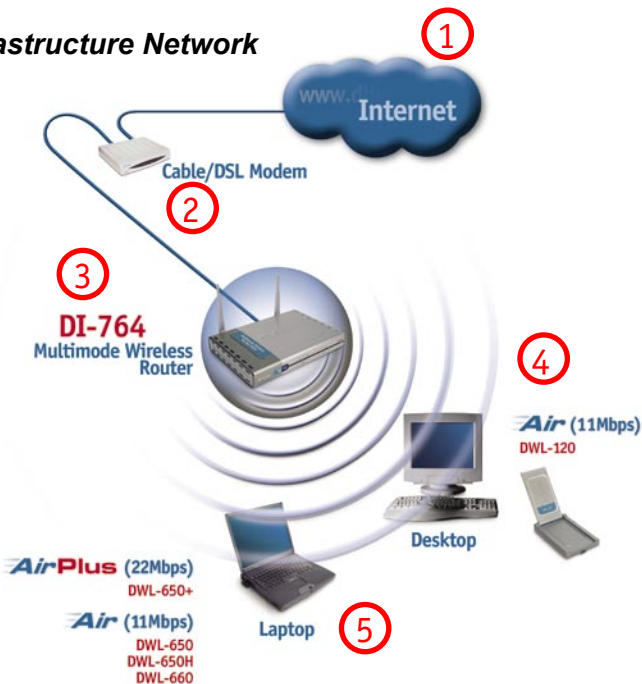 astructure Network
1
www.
Internet
Cable/DSL Modem
2
3
DI-764
Multimode Wireless
Router
4
Air (11Mbps)
DWL-120
Desktop
AirPlus (22Mbps)
DWL-650+
Air (11Mbps)
DWL-650
DWL-650H
DWL-660
Laptop
5